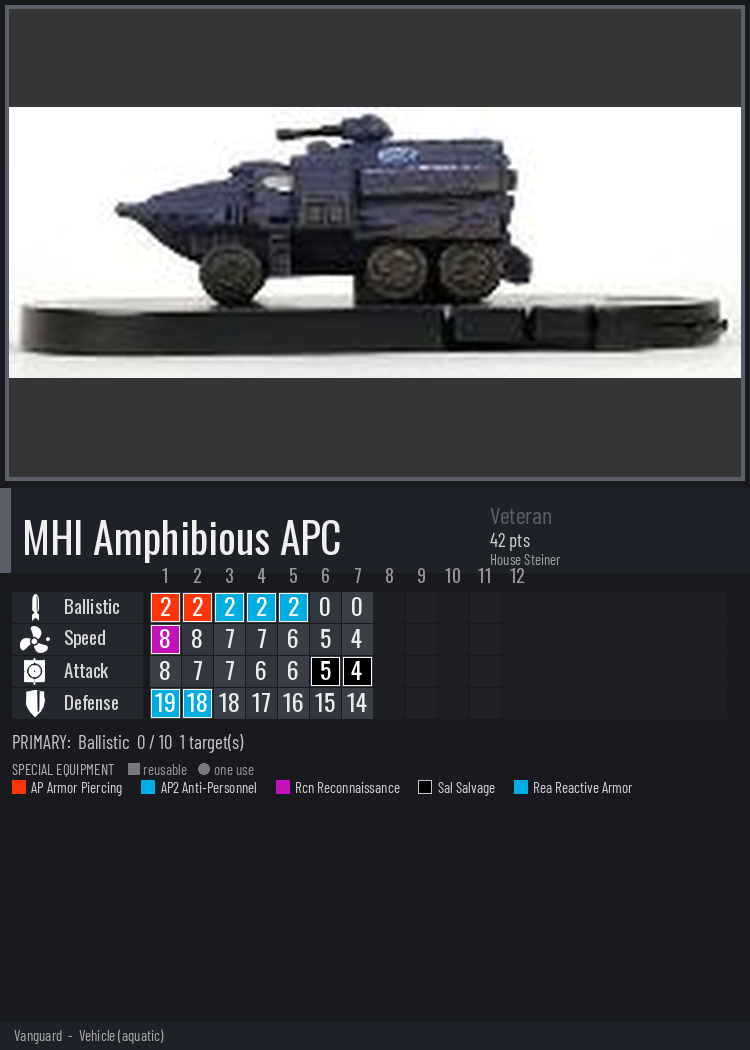 MHI Amphibious APC
Veteran
42 pts
House Steiner
1 2 3 4 5 6 7 8 9 10 11 12
Ballistic 2 2 2 2 2 0 0
Speed 8 8 7 7 6 5 4
Attack 8 7 7 6 6 5 4
Defense 19 18 18 17 16 15 14
PRIMARY: Ballistic 0 / 10 1 target(s)
SPECIAL EQUIPMENT reusable one use
AP Armor Piercing AP2 Anti-Personnel Rcn Reconnaissance Sal Salvage Rea Reactive Armor
Vanguard - Vehicle (aquatic)